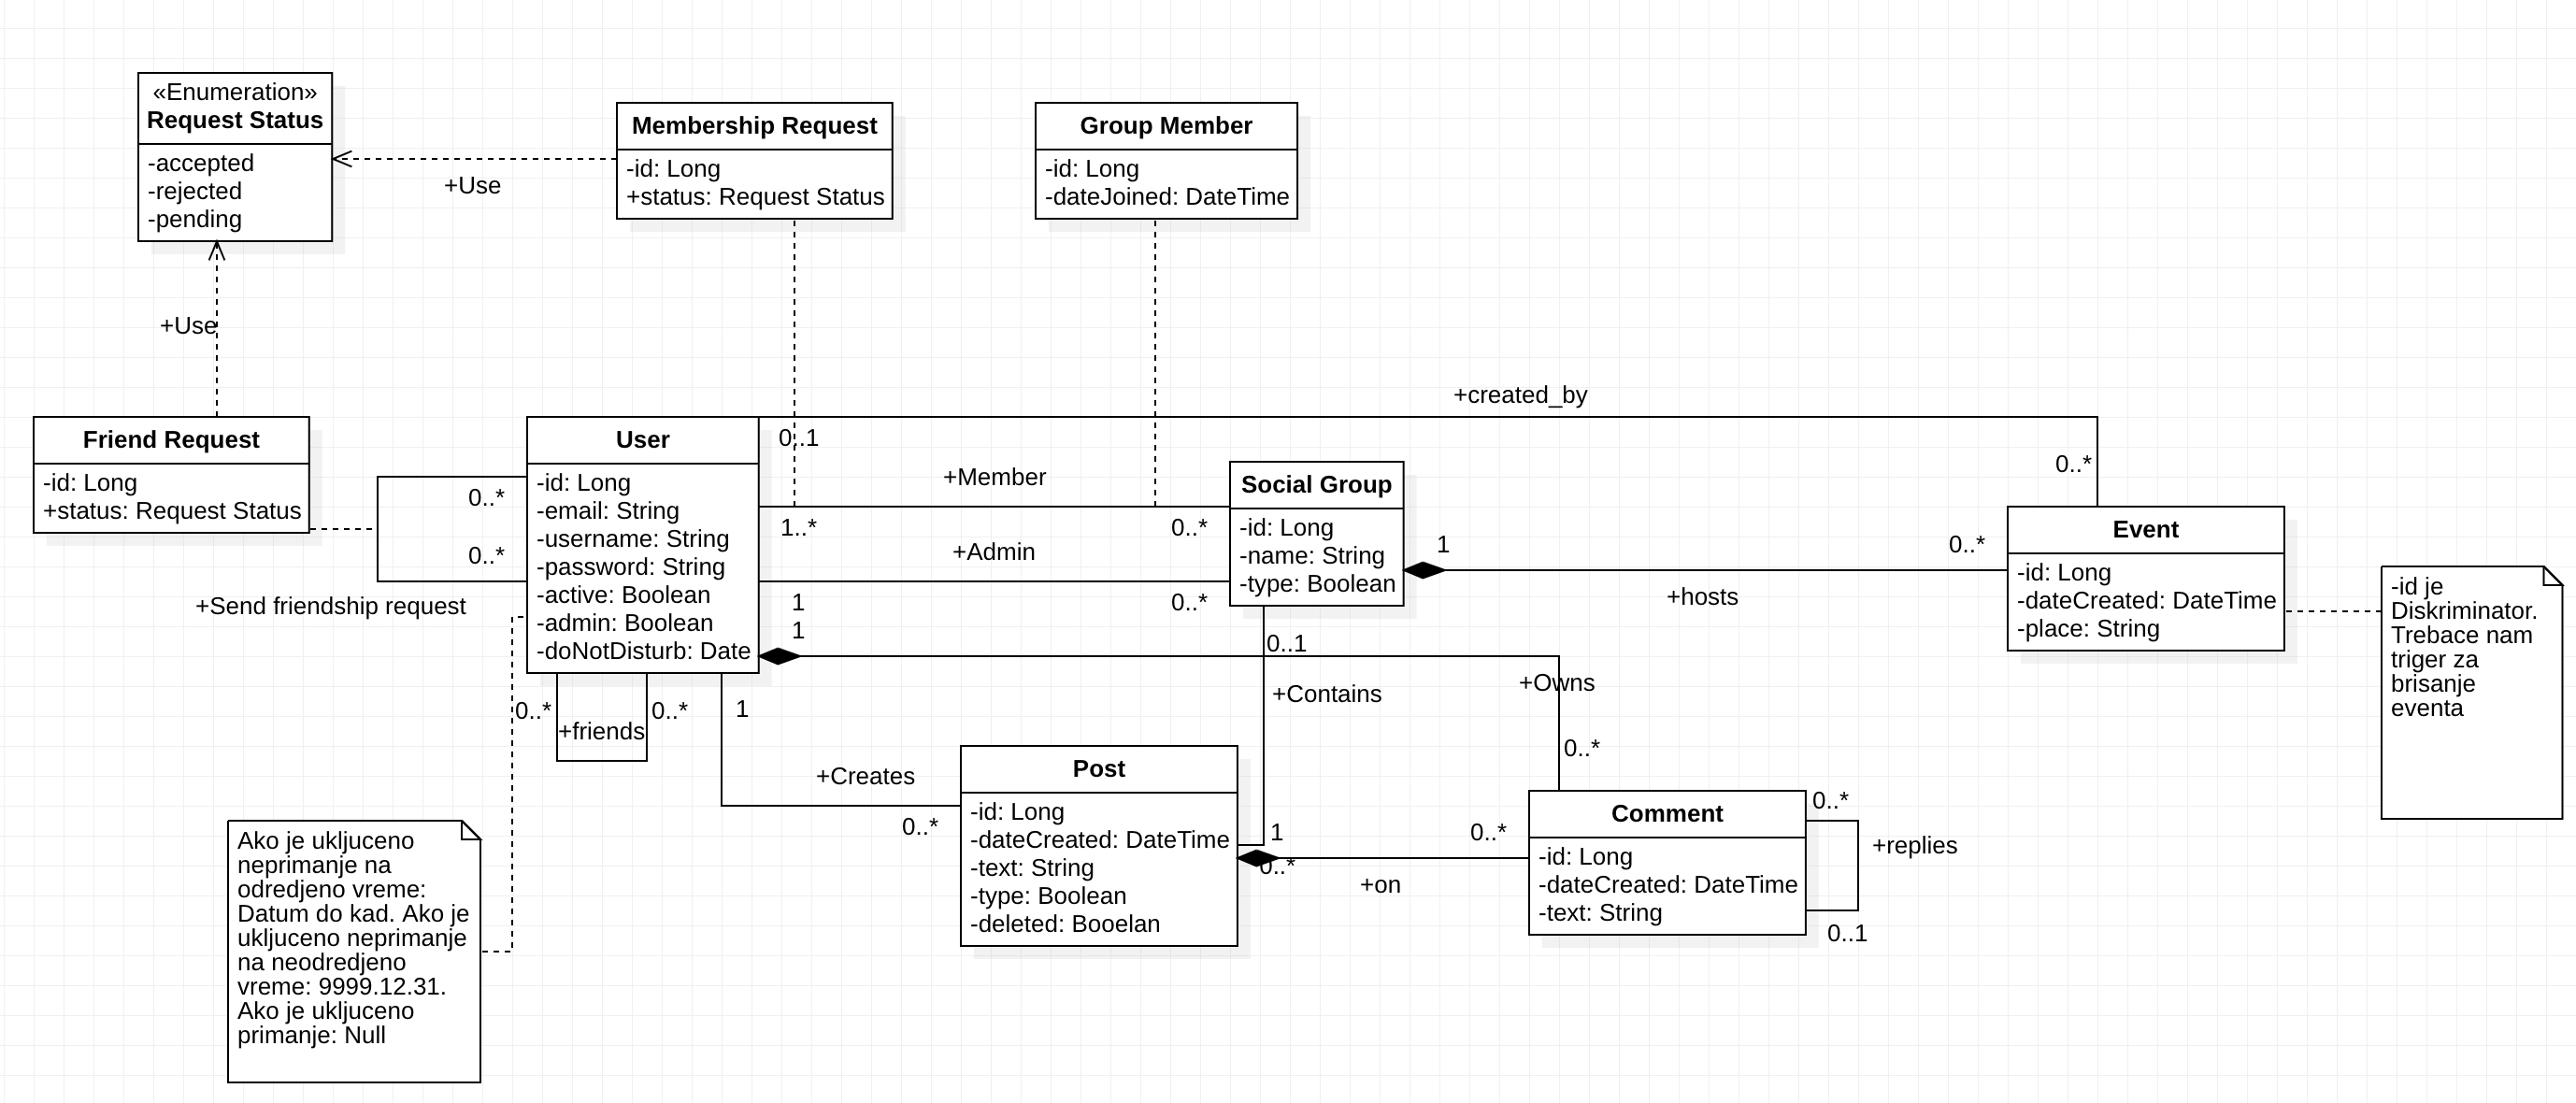 «Enumeration»
Request Status
-accepted
-rejected
-pending
Membership Request
-id: Long
+status: Request Status
Group Member
-id: Long
-dateJoined: DateTime
+Use
+Use
+created_by
Friend Request
-id: Long
+status: Request Status
User
-id: Long
-email: String
-username: String
-password: String
-active: Boolean
-admin: Boolean
-doNotDisturb: Date
0..1
0..*
+Member
1..*
0..*
+Admin
1
0..*
1
0..*
0..*
+Send friendship request
Social Group
-id: Long
-name: String
-type: Boolean
1
0..*
+hosts
Event
-id: Long
-dateCreated: DateTime
-place: String
-id je
Diskriminator.
Trebace nam
triger za
brisanje
eventa
0..1
+Contains
+Owns
0..*
0..*
+friends
0..*
1
+Creates
0..*
Post
-id: Long
-dateCreated: DateTime
-text: String
-type: Boolean
-deleted: Booelan
1
0..*
0..*
+on
Comment
-id: Long
-dateCreated: DateTime
-text: String
0..*
+replies
0..1
Ako je ukljuceno
neprimanje na
odredjeno vreme:
Datum do kad. Ako je
ukljuceno neprimanje
na neodredjeno
vreme: 9999.12.31.
Ako je ukljuceno
primanje: Null